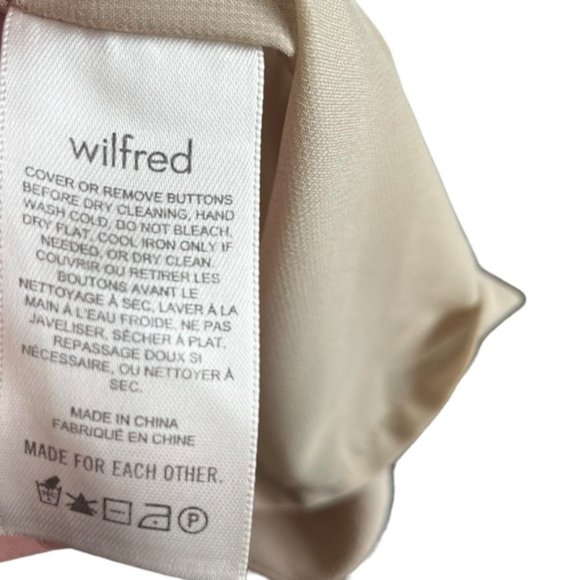 wilfred
COVER OR REMOVE BUTTONS
BEFORE DRY CLEANING, HAND
WASH COLD. DO NOT BLEACH.
DRY FLAT, COOL IRON ONLY IF
NEEDED, OR DRY CLEAN.
COUVRIR OU RETIRER LES
BOUTONS AVANT LE
NETTOYAGE À SEC, LAVER À LA
MAIN À L'EAU FROIDE, NE PAS
JAVELISER, SÉCHER À PLAT,
REPASSAGE DOUX SI
NÉCESSAIRE, OU NETTOYER À
SEC.
MADE IN CHINA
FABRIQUÉ EN CHINE
MADE FOR EACH OTHER.
30C P